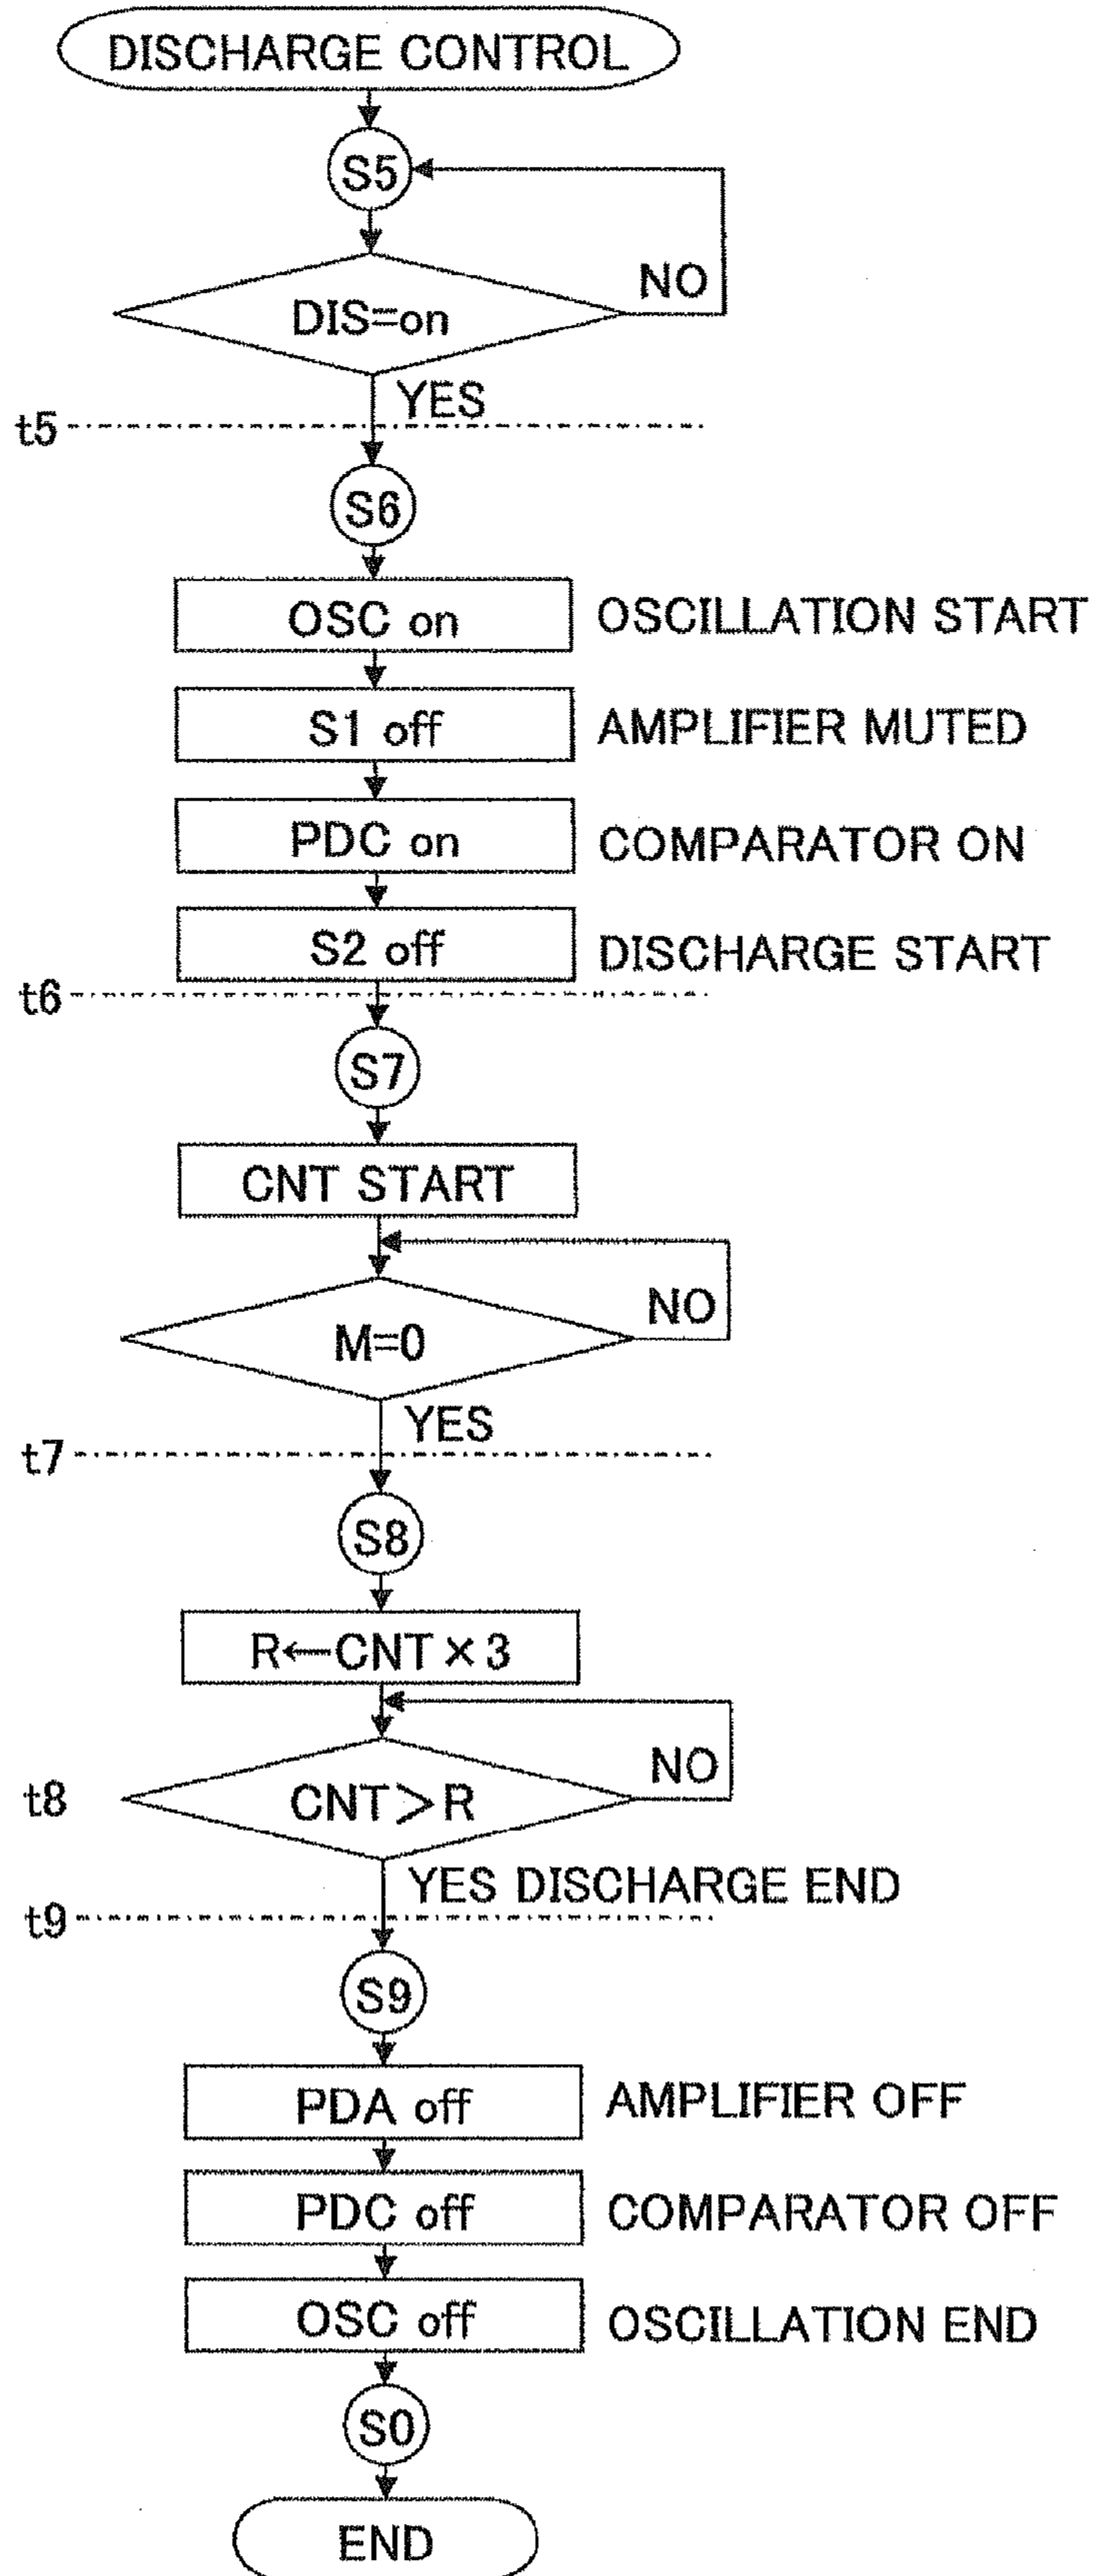 DISCHARGE CONTROL
S5
NO
DIS=on
YES
t5
S6
OSC on OSCILLATION START
S1 off AMPLIFIER MUTED
PDC on COMPARATOR ON
S2 off DISCHARGE START
t6
S7
CNT START
NO
M=0
YES
t7
S8
R←CNT×3
NO
t8 CNT>R
YES DISCHARGE END
t9
S9
PDA off AMPLIFIER OFF
PDC off COMPARATOR OFF
OSC off OSCILLATION END
S0
END